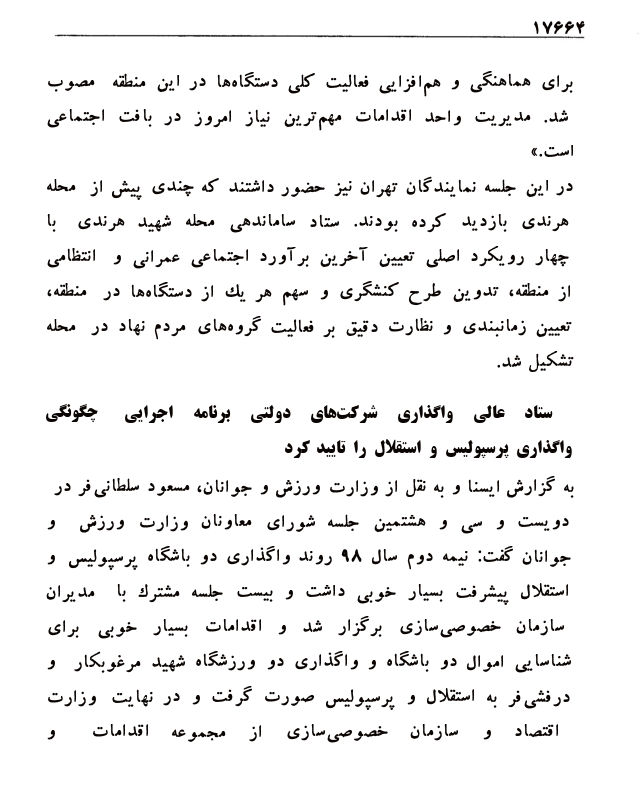 ۱۷۶۶۴
برای هماهنگی و هم‌افزایی فعالیت کلی دستگاه‌ها در این منطقه مصوب
شد. مدیریت واحد اقدامات مهم‌ترین نیاز امروز در بافت اجتماعی
است.»
در این جلسه نمایندگان تهران نیز حضور داشتند که چندی پیش از محله
هرندی بازدید کرده بودند. ستاد ساماندهی محله شهید هرندی با
چهار رویکرد اصلی تعیین آخرین برآورد اجتماعی عمرانی و انتظامی
از منطقه، تدوین طرح کنشگری و سهم هر یك از دستگاه‌ها در منطقه،
تعیین زمانبندی و نظارت دقیق بر فعالیت گروه‌های مردم نهاد در محله
تشکیل شد.
ستاد عالی واگذاری شرکت‌های دولتی برنامه اجرایی چگونگی
واگذاری پرسپولیس و استقلال را تایید کرد
به گزارش ایسنا و به نقل از وزارت ورزش و جوانان، مسعود سلطانی‌فر در
دویست و سی و هشتمین جلسه شورای معاونان وزارت ورزش و
جوانان گفت: نیمه دوم سال ۹۸ روند واگذاری دو باشگاه پرسپولیس و
استقلال پیشرفت بسیار خوبی داشت و بیست جلسه مشترك با مدیران
سازمان خصوصی‌سازی برگزار شد و اقدامات بسیار خوبی برای
شناسایی اموال دو باشگاه و واگذاری دو ورزشگاه شهید مرغوبکار و
درفشی‌فر به استقلال و پرسپولیس صورت گرفت و در نهایت وزارت
اقتصاد و سازمان خصوصی‌سازی از مجموعه اقدامات و